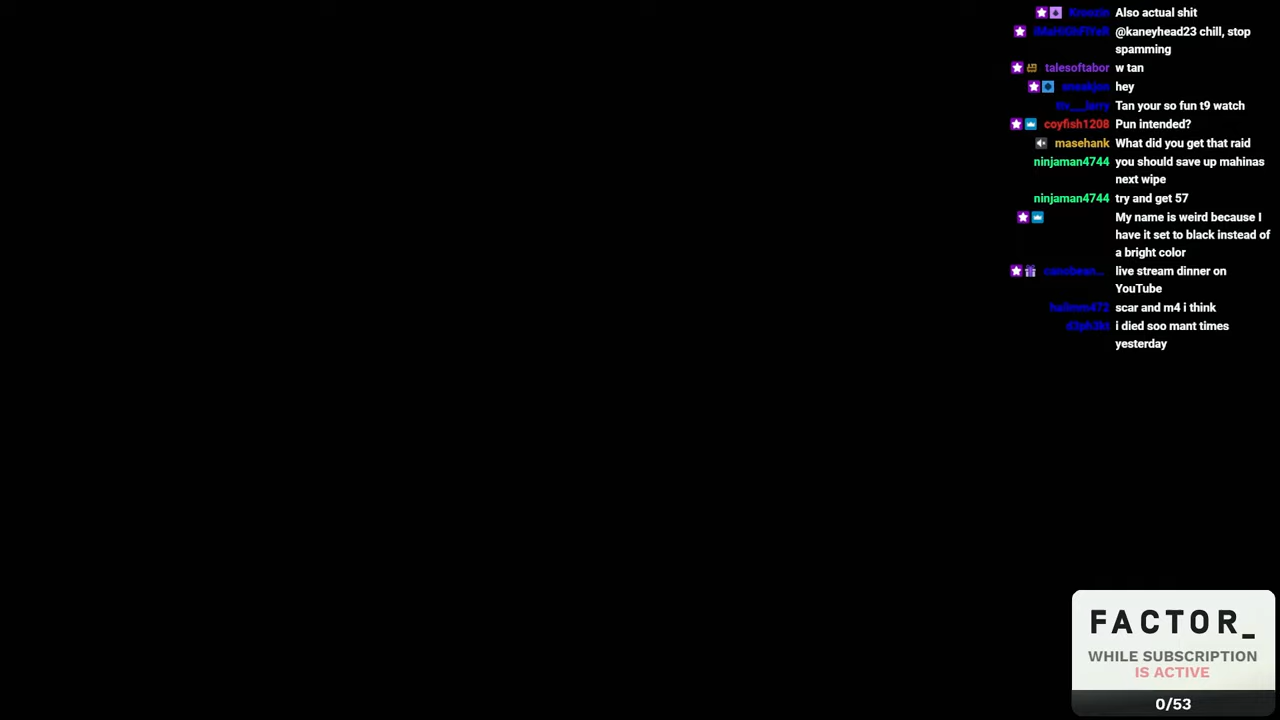 Kronzin Also actual shit
@kaneyhead23 chill, stop
spamming
talesoftabor w tan
hey
ttv__larry Tan your so fun t9 watch
coyfish1208 Pun intended?
masehank What did you get that raid
ninjaman4744 you should save up mahinas
next wipe
ninjaman4744 try and get 57
My name is weird because I
have it set to black instead of
a bright color
live stream dinner on
YouTube
scar and m4 i think
i died soo mant times
yesterday
FACTOR_
WHILE SUBSCRIPTION
IS ACTIVE
0/53